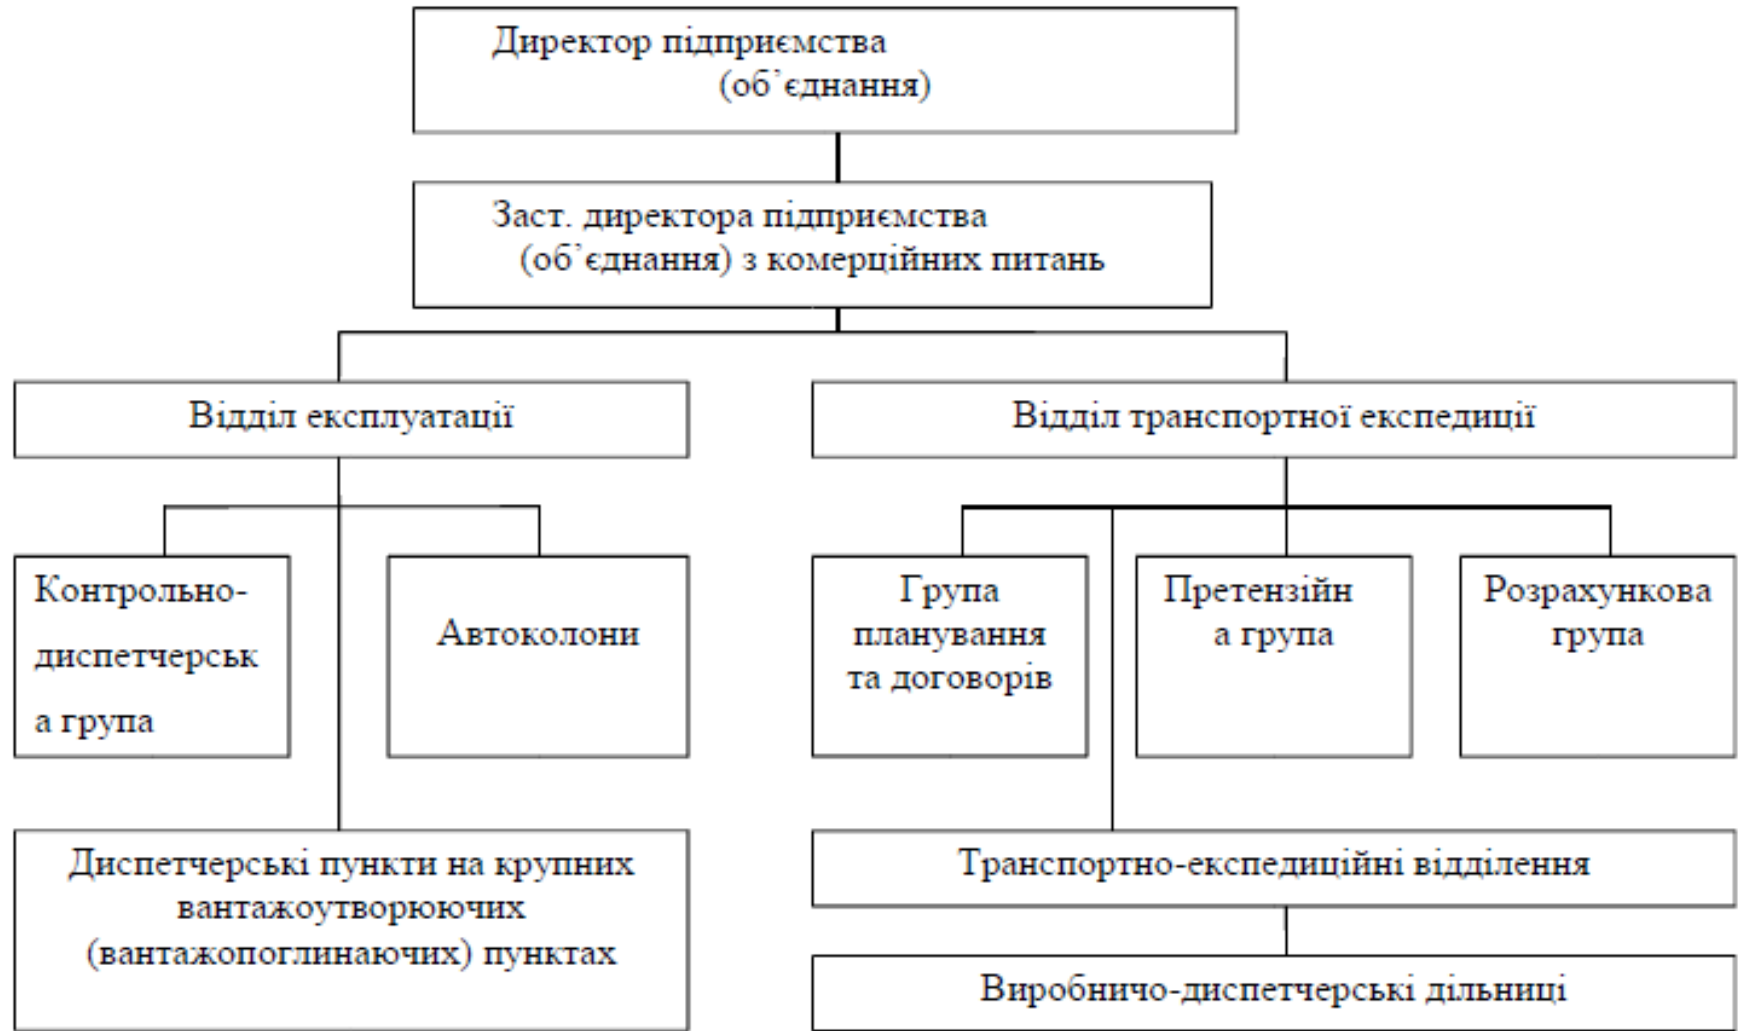 Директор підприємства
(об’єднання)
Заст. директора підприємства
(об’єднання) з комерційних питань
Відділ експлуатації
Відділ транспортної експедиції
Контрольно-
диспетчерськ
а група
Автоколони
Група
планування
та договорів
Претензійн
а група
Розрахункова
група
Диспетчерські пункти на крупних
вантажоутворюючих
(вантажопоглинаючих) пунктах
Транспортно-експедиційні відділення
Виробничо-диспетчерські дільниці